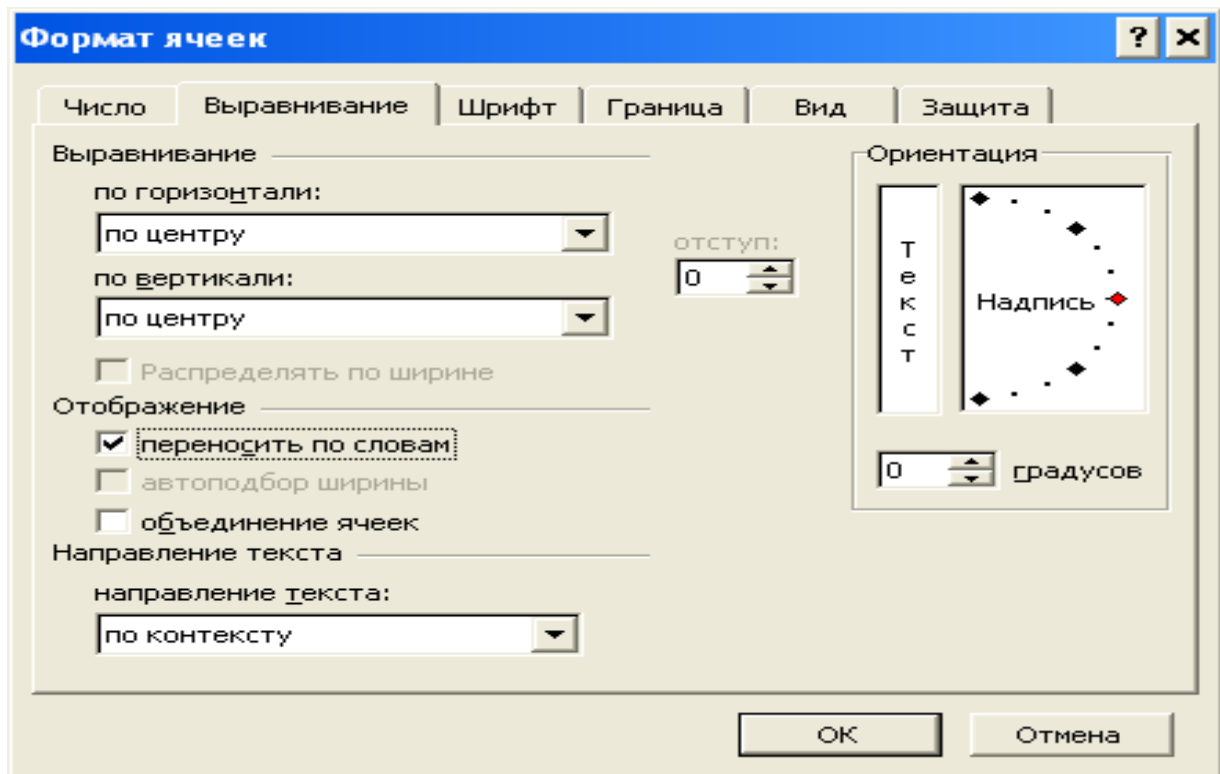 Формат ячеек
?
Число Выравнивание Шрифт Граница Вид Защита
Выравнивание
по горизонтали:
по центру
отступ:
0
по вертикали:
по центру
Распределять по ширине
Отображение
переносить по словам
автоподбор ширины
объединение ячеек
Направление текста
направление текста:
по контексту
Ориентация
Текст
Надпись
0 градусов
OK Отмена